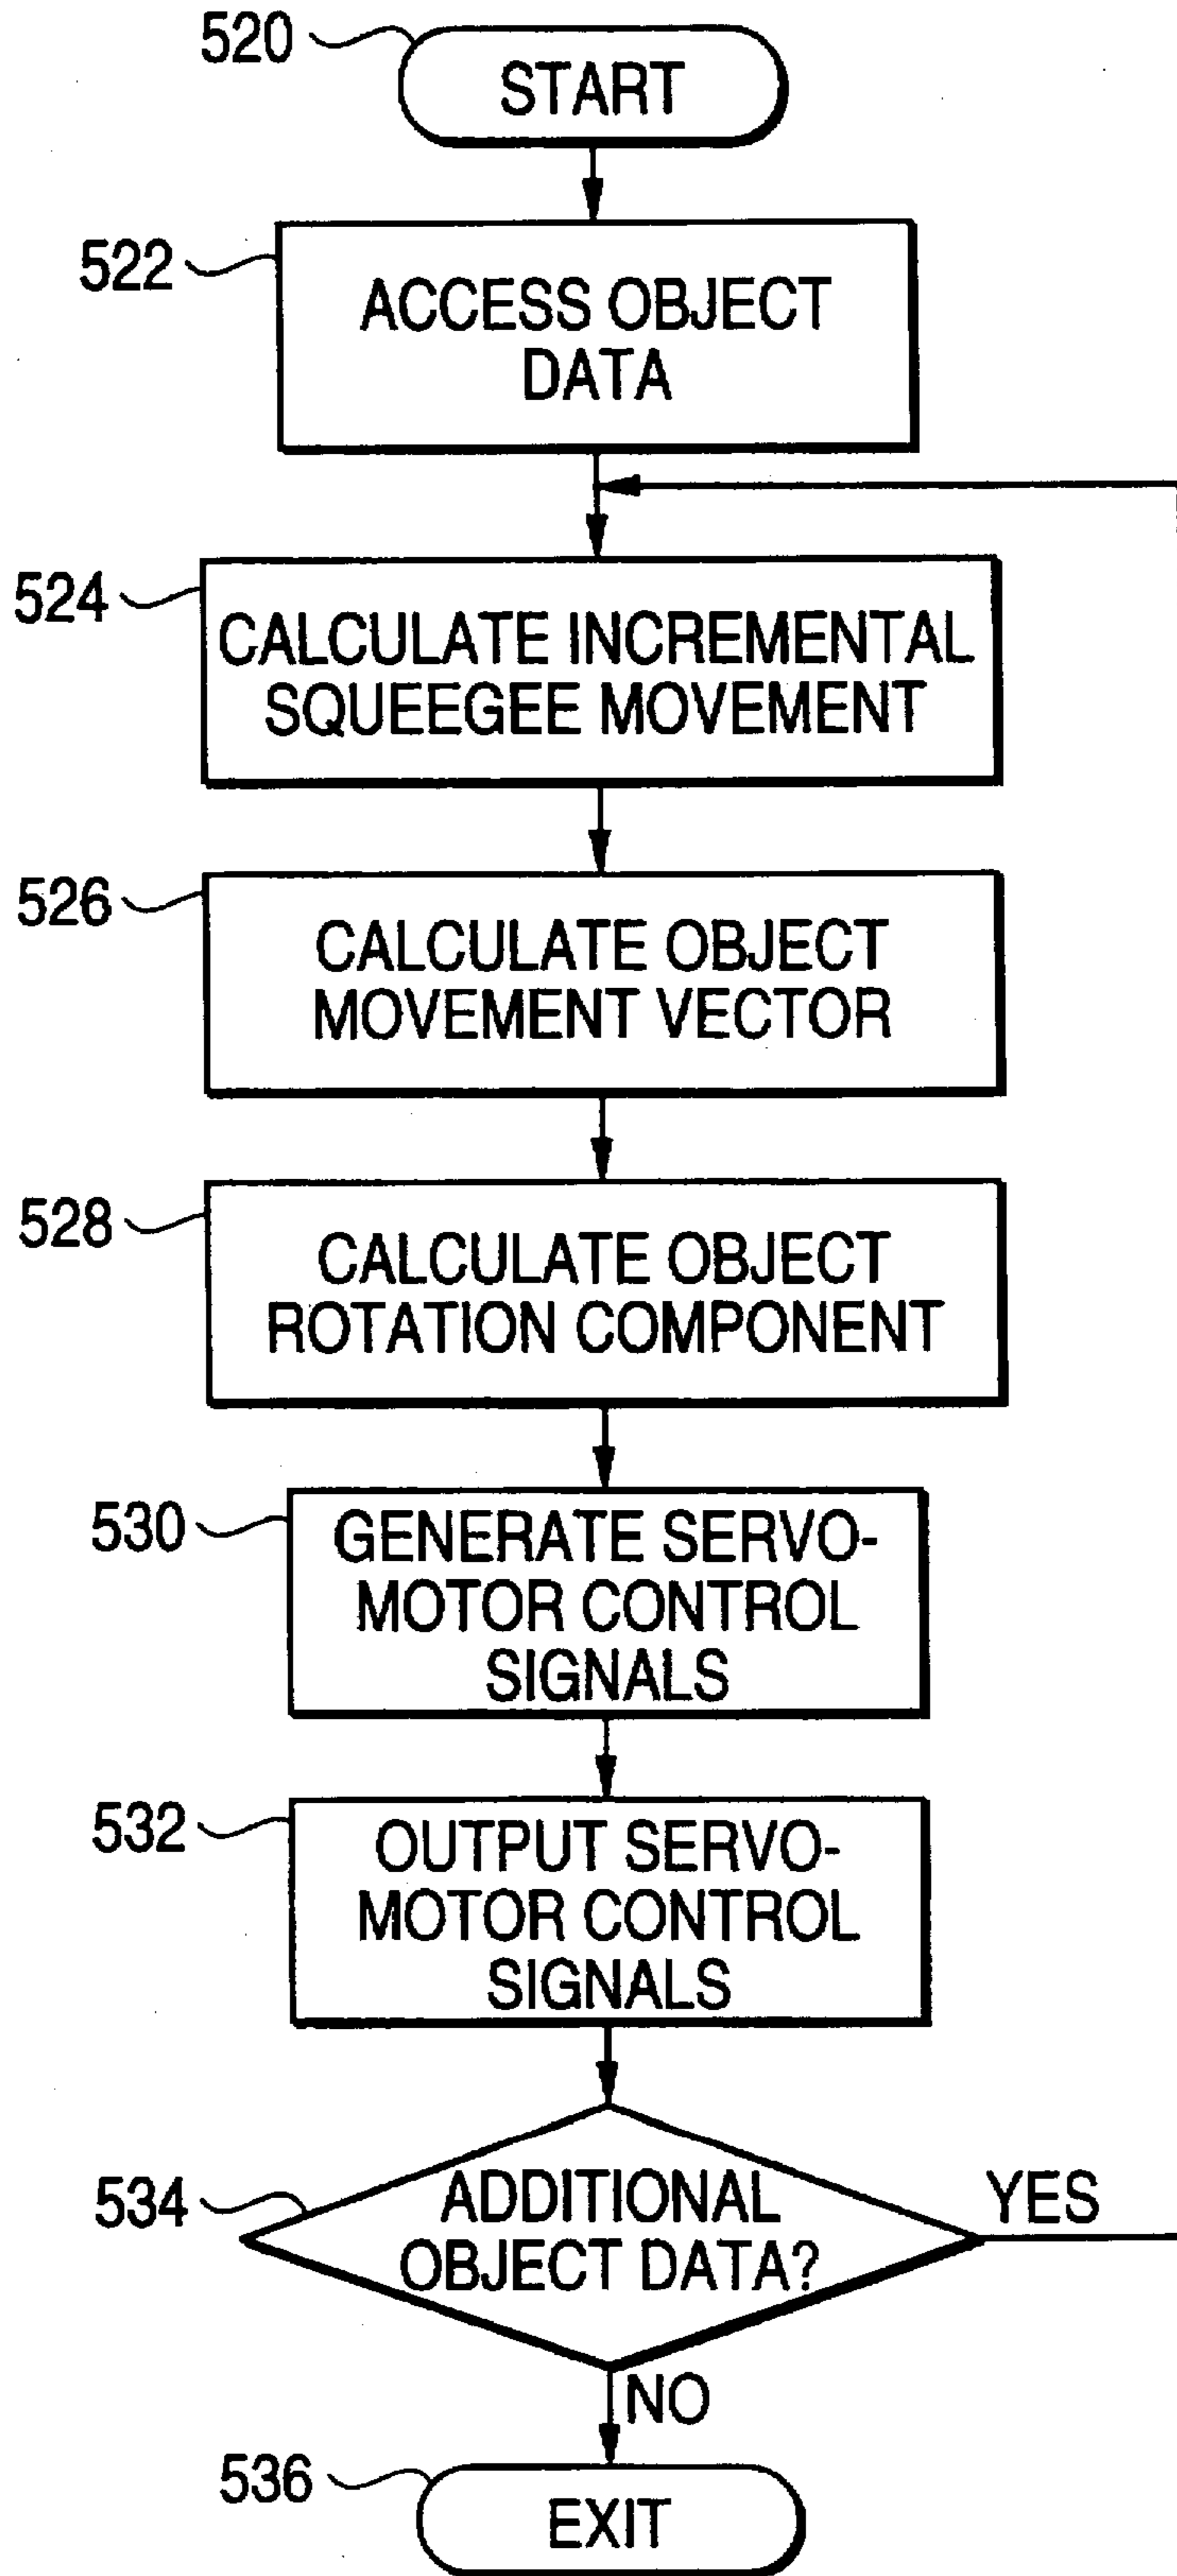 520
START
522
ACCESS OBJECT
DATA
524
CALCULATE INCREMENTAL
SQUEEGEE MOVEMENT
526
CALCULATE OBJECT
MOVEMENT VECTOR
528
CALCULATE OBJECT
ROTATION COMPONENT
530
GENERATE SERVO-
MOTOR CONTROL
SIGNALS
532
OUTPUT SERVO-
MOTOR CONTROL
SIGNALS
534
ADDITIONAL
OBJECT DATA?
YES
NO
536
EXIT